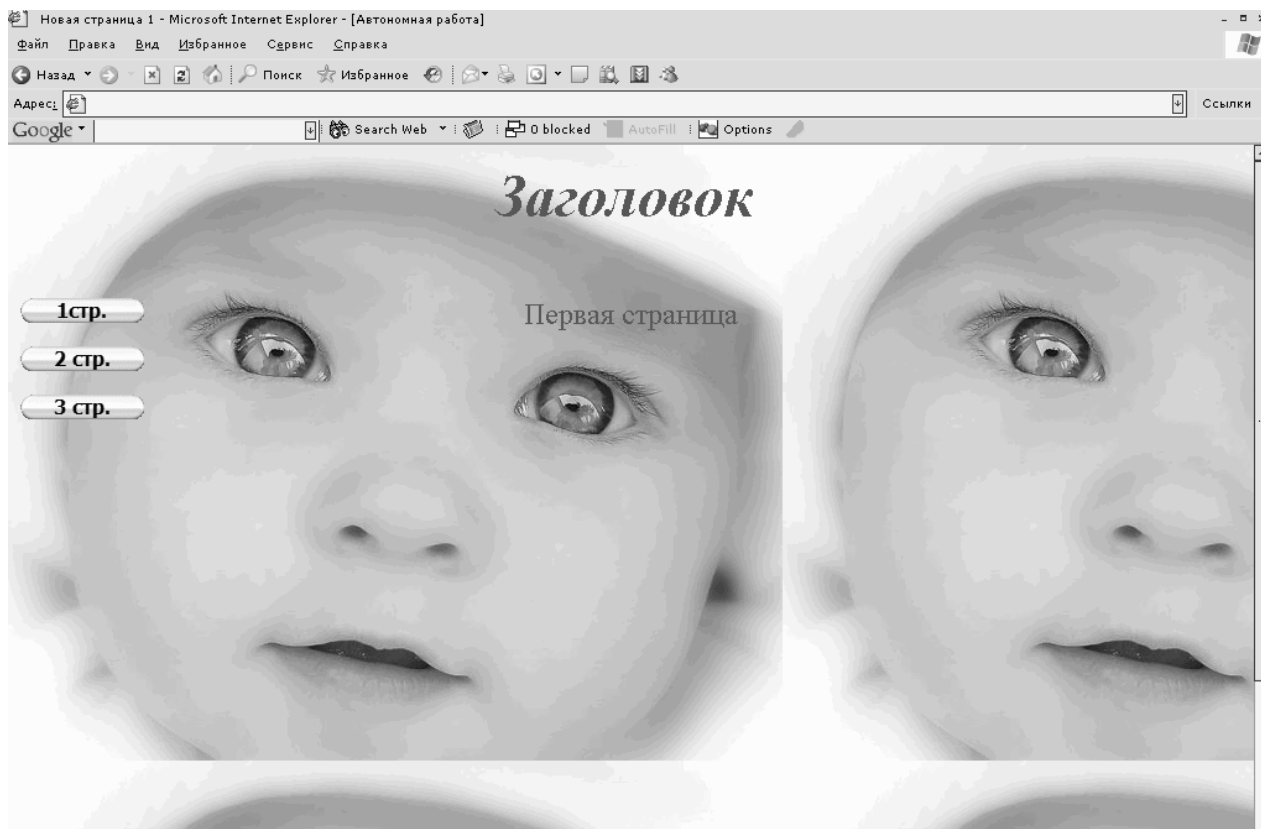 Новая страница 1 - Microsoft Internet Explorer - [Автономная работа]
Файл Правка Вид Избранное Сервис Справка
Назад Поиск Избранное
Адрес: Ссылки
Google Search Web 0 blocked AutoFill Options
Заголовок
1стр. Первая страница
2 стр.
3 стр.